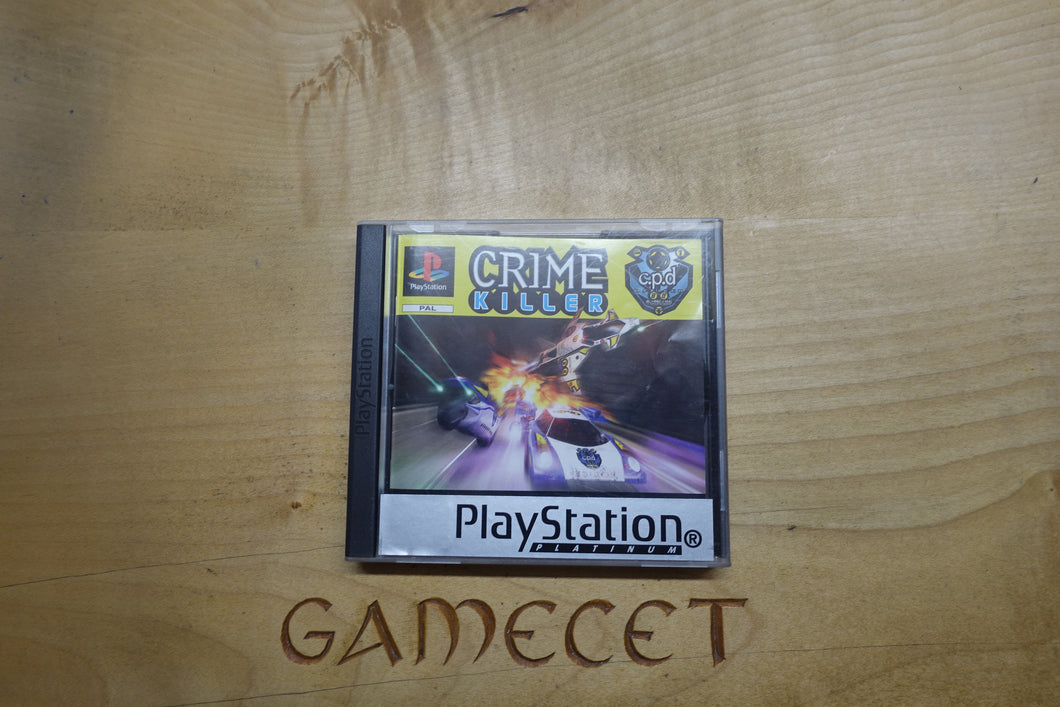 PlayStation
PlayStation
PAL
CRIME
KILLER
c.p.d
c.p.d
PlayStation®
PLATINUM
GAMECET